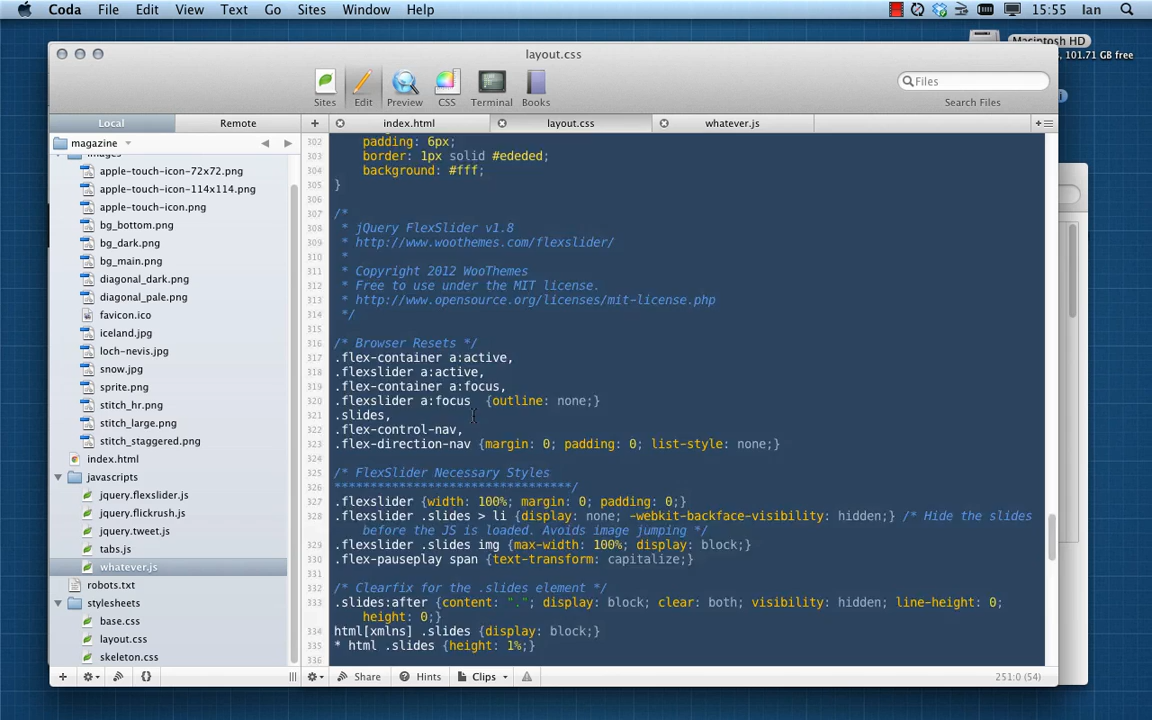 Coda File Edit View Text Go Sites Window Help 15:55 Ian
Macintosh HD
, 101.71 GB free
layout.css
Sites Edit Preview CSS Terminal Books
Files
Search Files
Local Remote
index.html layout.css whatever.js
magazine
images
apple-touch-icon-72x72.png
apple-touch-icon-114x114.png
apple-touch-icon.png
bg_bottom.png
bg_dark.png
bg_main.png
diagonal_dark.png
diagonal_pale.png
favicon.ico
iceland.jpg
loch-nevis.jpg
snow.jpg
sprite.png
stitch_hr.png
stitch_large.png
stitch_staggered.png
index.html
javascripts
jquery.flexslider.js
jquery.flickrush.js
jquery.tweet.js
tabs.js
whatever.js
robots.txt
stylesheets
base.css
layout.css
skeleton.css
302 padding: 6px;
303 border: 1px solid #ededed;
304 background: #fff;
305 }
306
307 /*
308 * jQuery FlexSlider v1.8
309 * http://www.woothemes.com/flexslider/
310 *
311 * Copyright 2012 WooThemes
312 * Free to use under the MIT license.
313 * http://www.opensource.org/licenses/mit-license.php
314 */
315
316 /* Browser Resets */
317 .flex-container a:active,
318 .flexslider a:active,
319 .flex-container a:focus,
320 .flexslider a:focus {outline: none;}
321 .slides,
322 .flex-control-nav,
323 .flex-direction-nav {margin: 0; padding: 0; list-style: none;}
324
325 /* FlexSlider Necessary Styles
326 *********************************/
327 .flexslider {width: 100%; margin: 0; padding: 0;}
328 .flexslider .slides > li {display: none; -webkit-backface-visibility: hidden;} /* Hide the slides
before the JS is loaded. Avoids image jumping */
329 .flexslider .slides img {max-width: 100%; display: block;}
330 .flex-pauseplay span {text-transform: capitalize;}
331
332 /* Clearfix for the .slides element */
333 .slides:after {content: "."; display: block; clear: both; visibility: hidden; line-height: 0;
height: 0;}
334 html[xmlns] .slides {display: block;}
335 * html .slides {height: 1%;}
336
Share Hints Clips 251:0 (54)